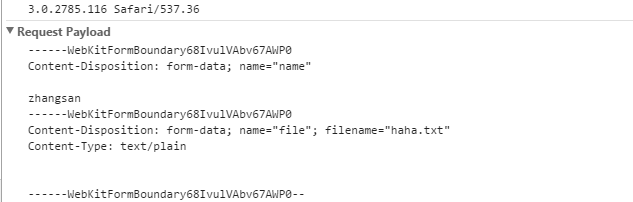 3.0.2785.116 Safari/537.36
▼Request Payload
------WebKitFormBoundary68IvulVAbv67AWP0
Content-Disposition: form-data; name="name"

zhangsan
------WebKitFormBoundary68IvulVAbv67AWP0
Content-Disposition: form-data; name="file"; filename="haha.txt"
Content-Type: text/plain


------WebKitFormBoundary68IvulVAbv67AWP0--